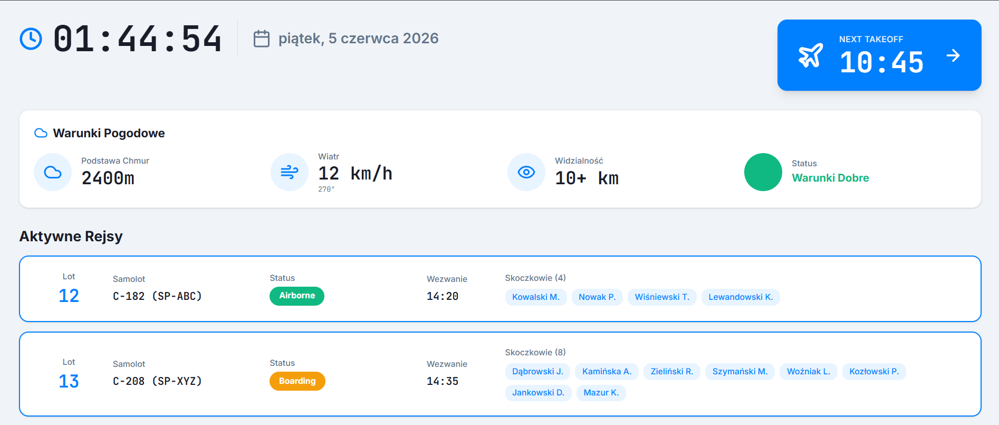 01:44:54
piątek, 5 czerwca 2026
NEXT TAKEOFF
10:45
Warunki Pogodowe
Podstawa Chmur
2400m
Wiatr
12 km/h
270°
Widzialność
10+ km
Status
Warunki Dobre
Aktywne Rejsy
Lot
12
Samolot
C-182 (SP-ABC)
Status
Airborne
Wezwanie
14:20
Skoczkowie (4)
Kowalski M. Nowak P. Wiśniewski T. Lewandowski K.
Lot
13
Samolot
C-208 (SP-XYZ)
Status
Boarding
Wezwanie
14:35
Skoczkowie (8)
Dąbrowski J. Kamińska A. Zieliński R. Szymański M. Woźniak L. Kozłowski P.
Jankowski D. Mazur K.